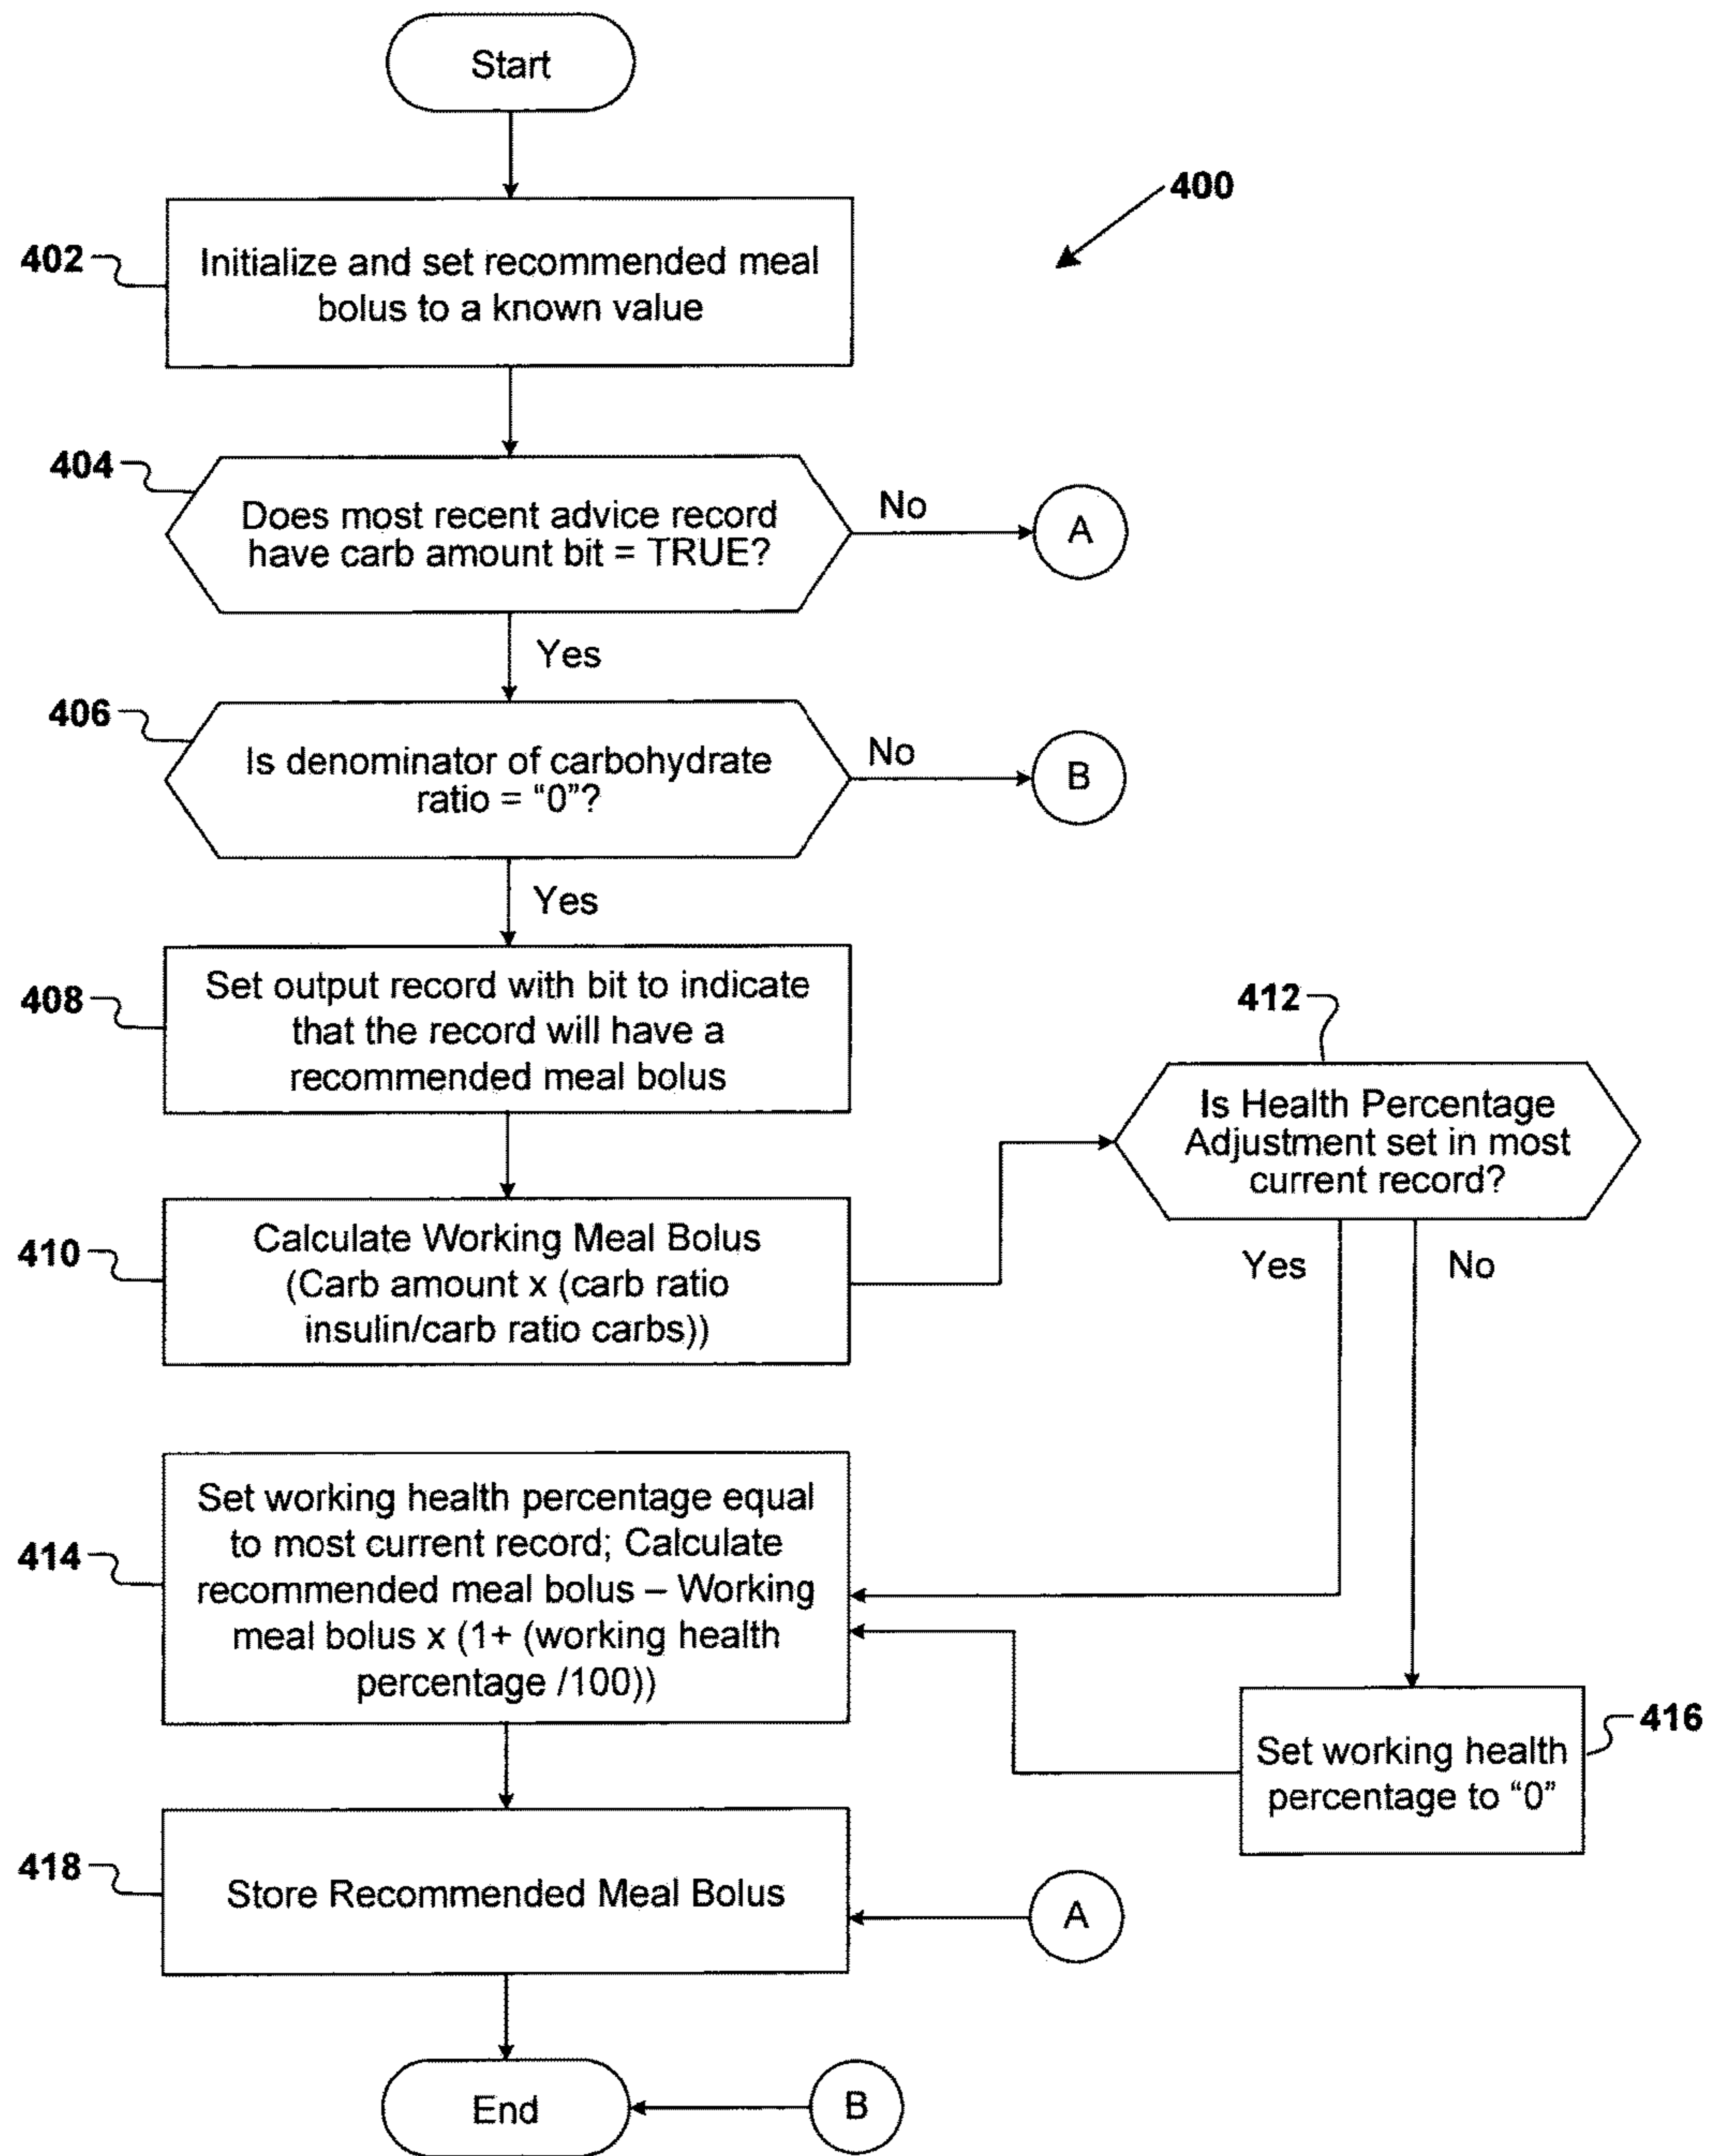 Start
400
402
Initialize and set recommended meal
bolus to a known value
404
Does most recent advice record
have carb amount bit = TRUE?
No
A
Yes
406
Is denominator of carbohydrate
ratio = “0”?
No
B
Yes
408
Set output record with bit to indicate
that the record will have a
recommended meal bolus
412
Is Health Percentage
Adjustment set in most
current record?
Yes
No
410
Calculate Working Meal Bolus
(Carb amount x (carb ratio
insulin/carb ratio carbs))
414
Set working health percentage equal
to most current record; Calculate
recommended meal bolus – Working
meal bolus x (1+ (working health
percentage /100))
416
Set working health
percentage to “0”
418
Store Recommended Meal Bolus
A
End
B